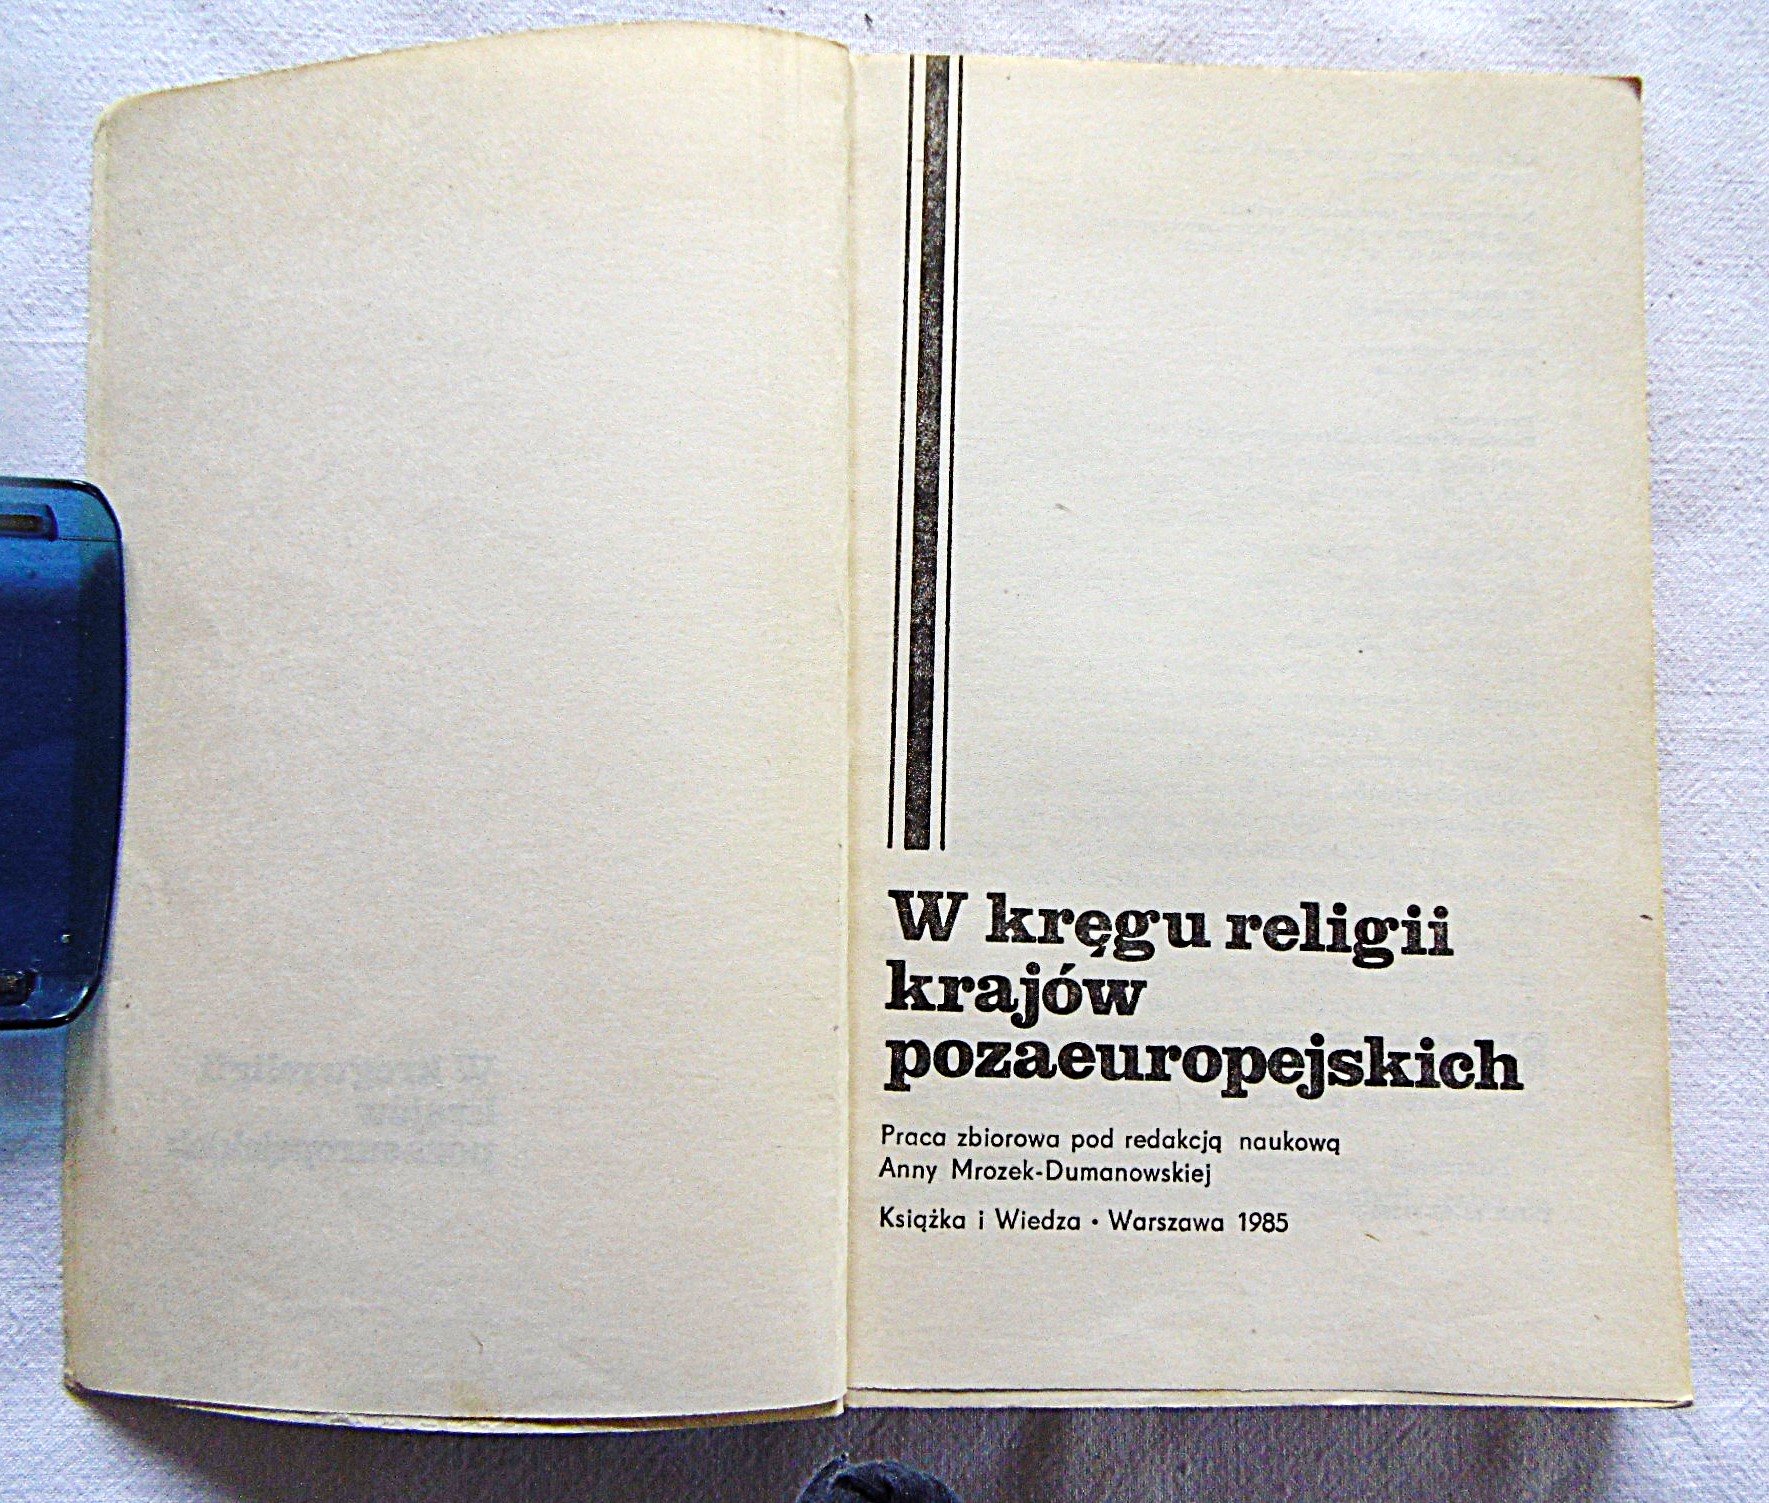 W kręgu religii
krajów
pozaeuropejskich
Praca zbiorowa pod redakcją naukową
Anny Mrozek-Dumanowskiej
Książka i Wiedza • Warszawa 1985